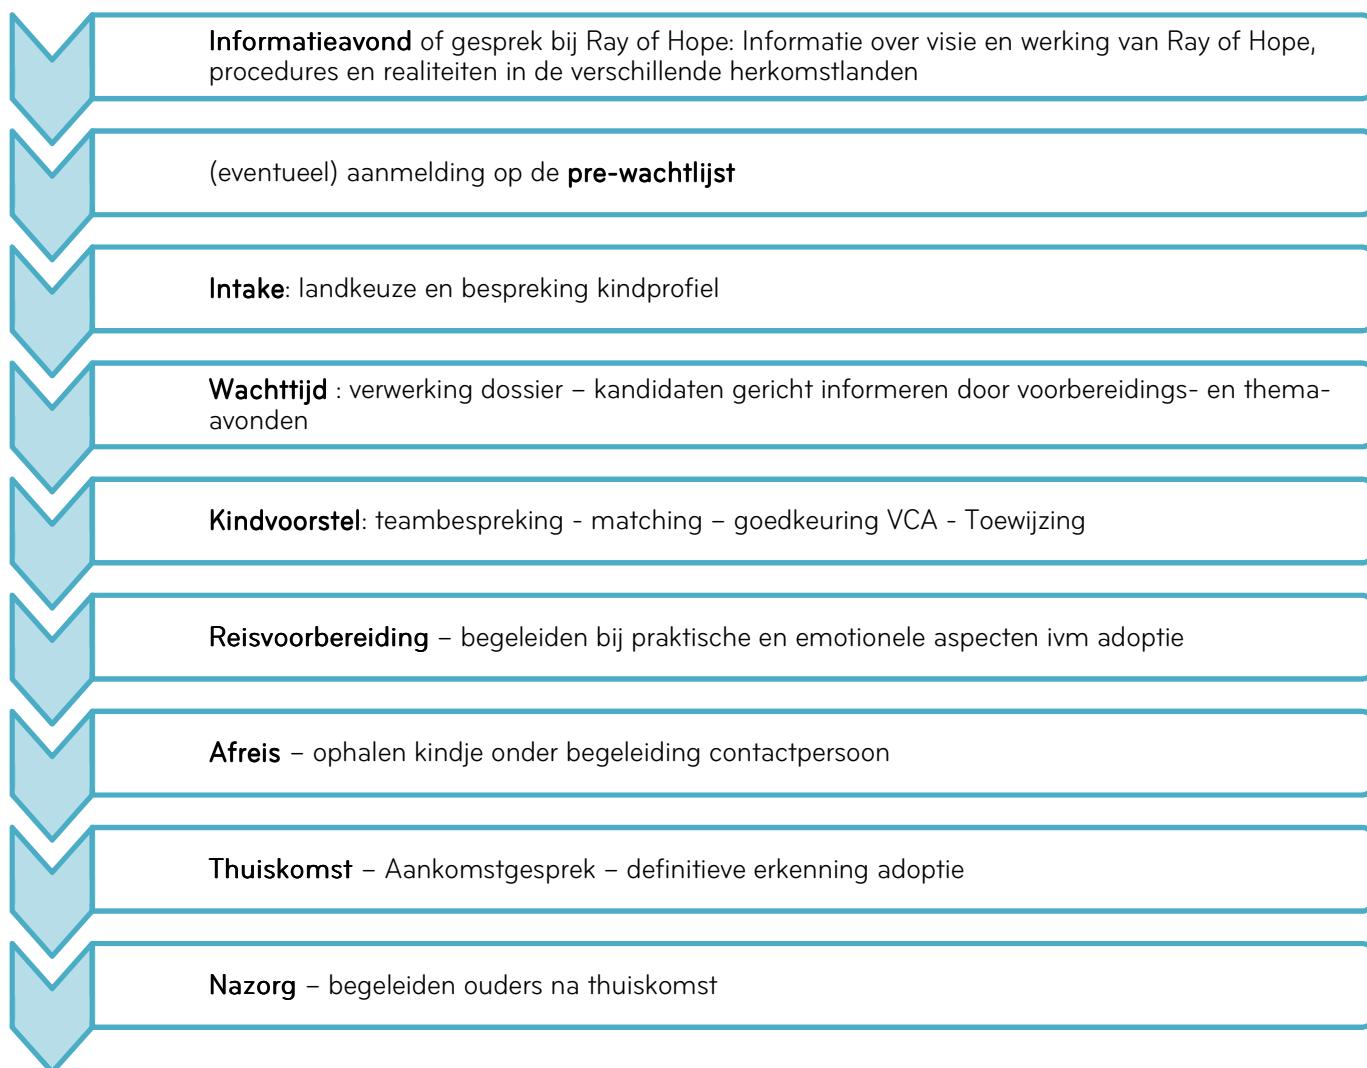 Informatieavond of gesprek bij Ray of Hope: Informatie over visie en werking van Ray of Hope,
procedures en realiteiten in de verschillende herkomstlanden
(eventueel) aanmelding op de pre-wachtlijst
Intake: landkeuze en bespreking kindprofiel
Wachttijd : verwerking dossier – kandidaten gericht informeren door voorbereidings- en thema-
avonden
Kindvoorstel: teambespreking - matching – goedkeuring VCA - Toewijzing
Reisvoorbereiding – begeleiden bij praktische en emotionele aspecten ivm adoptie
Afreis – ophalen kindje onder begeleiding contactpersoon
Thuiskomst – Aankomstgesprek – definitieve erkenning adoptie
Nazorg – begeleiden ouders na thuiskomst